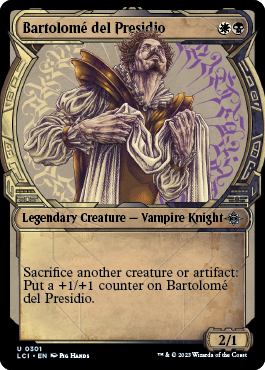 Bartolomé del Presidio
Legendary Creature — Vampire Knight
Sacrifice another creature or artifact:
Put a +1/+1 counter on Bartolomé
del Presidio.
2/1
U 0301
LCI • EN Pig Hands
™ & © 2023 Wizards of the Coast